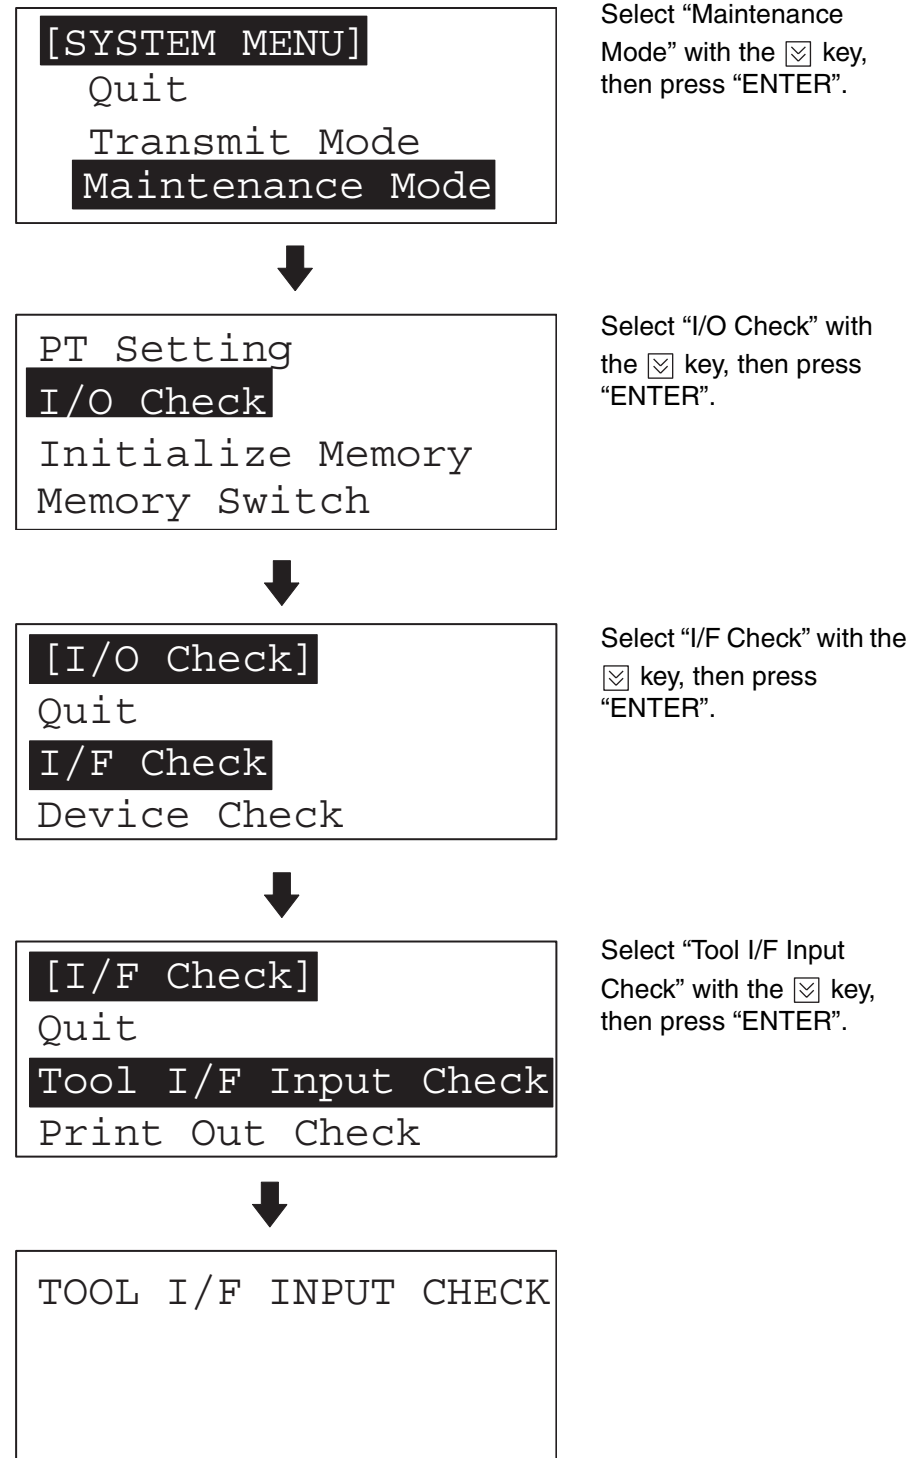 [SYSTEM MENU]
Quit
Transmit Mode
Maintenance Mode
Select “Maintenance
Mode” with the key,
then press “ENTER”.
PT Setting
I/O Check
Initialize Memory
Memory Switch
Select “I/O Check” with
the key, then press
“ENTER”.
[I/O Check]
Quit
I/F Check
Device Check
Select “I/F Check” with the
key, then press
“ENTER”.
[I/F Check]
Quit
Tool I/F Input Check
Print Out Check
Select “Tool I/F Input
Check” with the key,
then press “ENTER”.
TOOL I/F INPUT CHECK